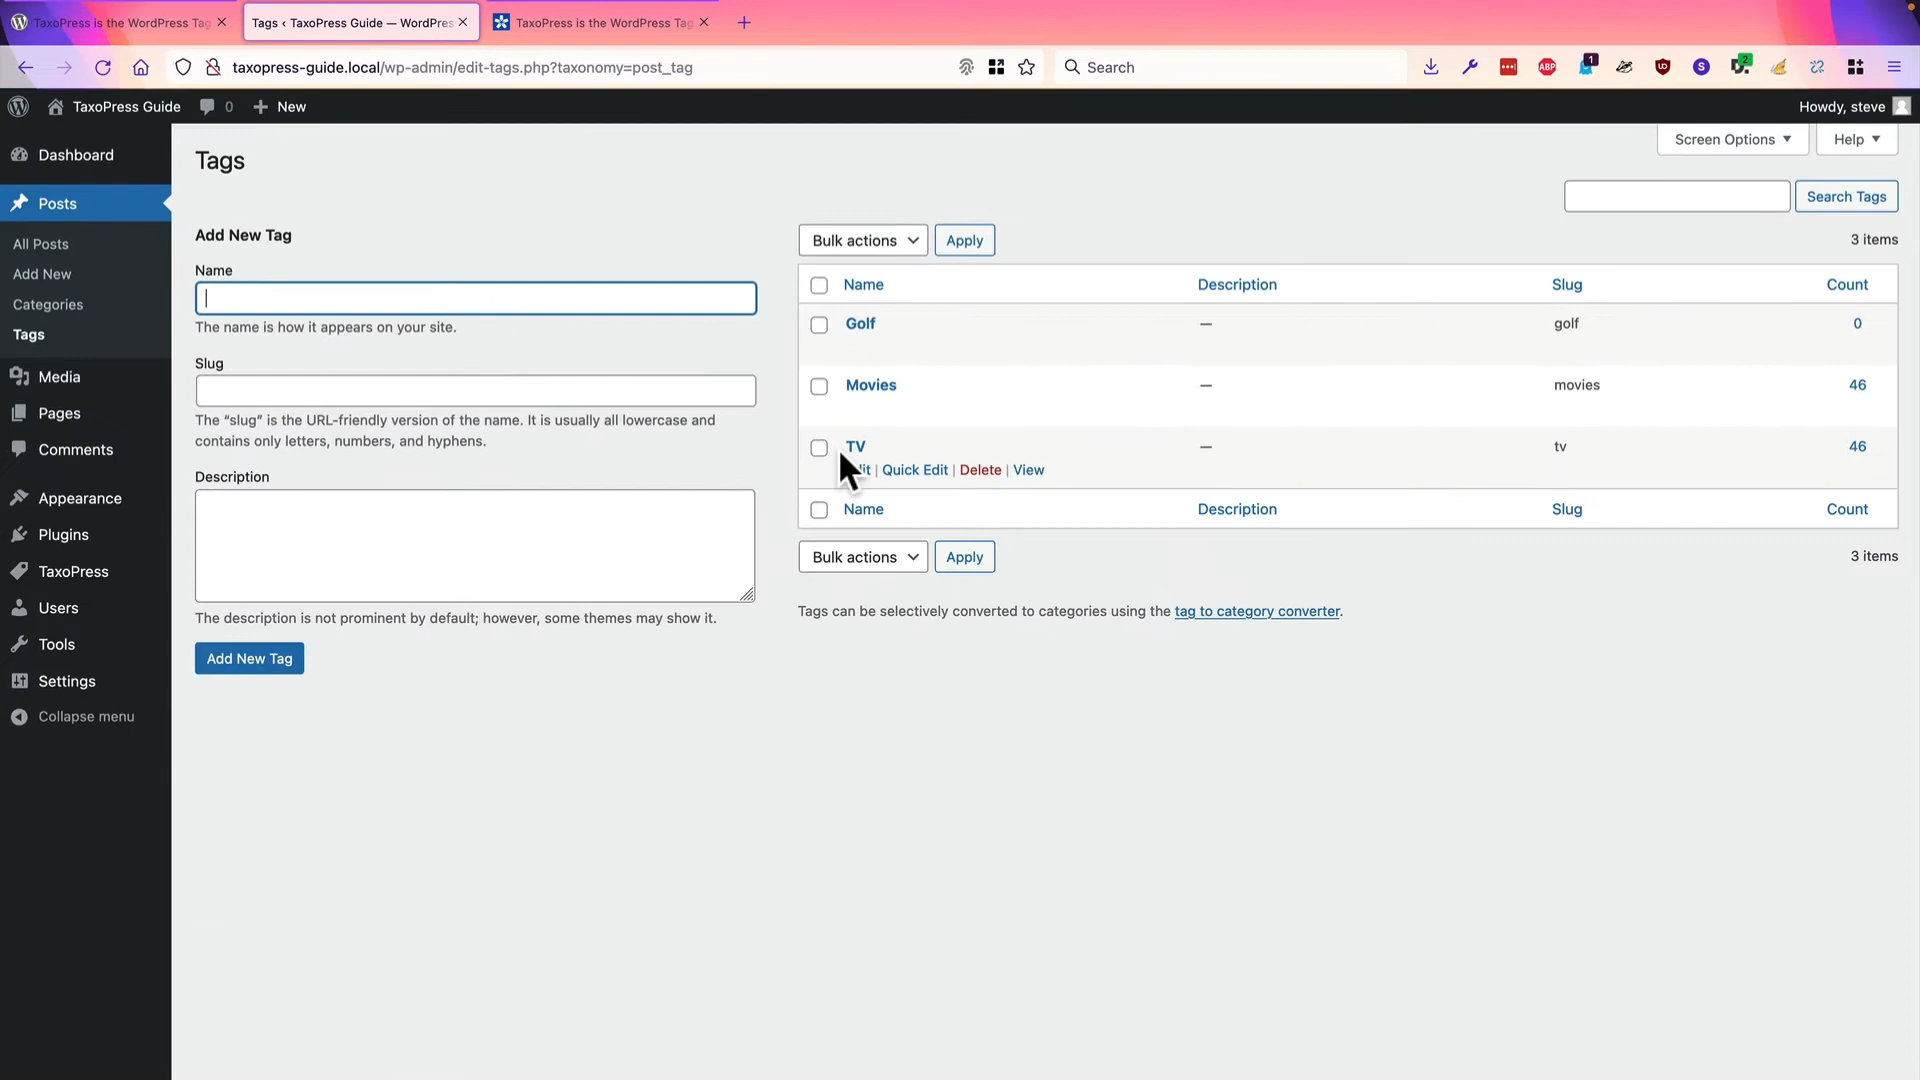 TaxoPress is the WordPress Tag
Tags ‹ TaxoPress Guide — WordPres
TaxoPress is the WordPress Tag
taxopress-guide.local/wp-admin/edit-tags.php?taxonomy=post_tag
Search
ABP
1
S
2
TaxoPress Guide
0
New
Howdy, steve
Dashboard
Posts
All Posts
Add New
Categories
Tags
Media
Pages
Comments
Appearance
Plugins
TaxoPress
Users
Tools
Settings
Collapse menu
Tags
Screen Options
Help
Search Tags
Add New Tag
Name
The name is how it appears on your site.
Slug
The “slug” is the URL-friendly version of the name. It is usually all lowercase and
contains only letters, numbers, and hyphens.
Description
The description is not prominent by default; however, some themes may show it.
Add New Tag
Bulk actions
Apply
3 items
Name Description Slug Count
Golf — golf 0
Movies — movies 46
TV — tv 46
| Quick Edit | Delete | View
Name Description Slug Count
Bulk actions
Apply
3 items
Tags can be selectively converted to categories using the tag to category converter.